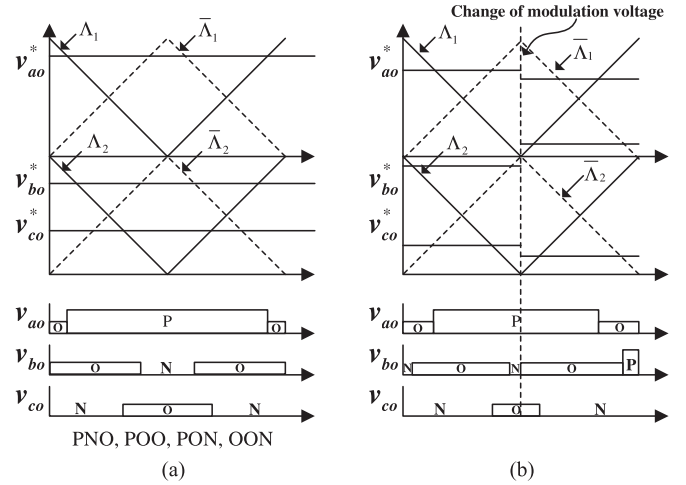 Change of modulation voltage
Λ₁ Λ̄₁
v*ao
Λ₂ Λ̄₂
v*bo
v*co
vao O P O
vbo O N O
vco N O N
PNO, POO, PON, OON
(a)
Λ₁ Λ̄₁
v*ao
Λ₂ Λ̄₂
v*bo
v*co
vao O P O
vbo N O N O P
vco N O N
(b)